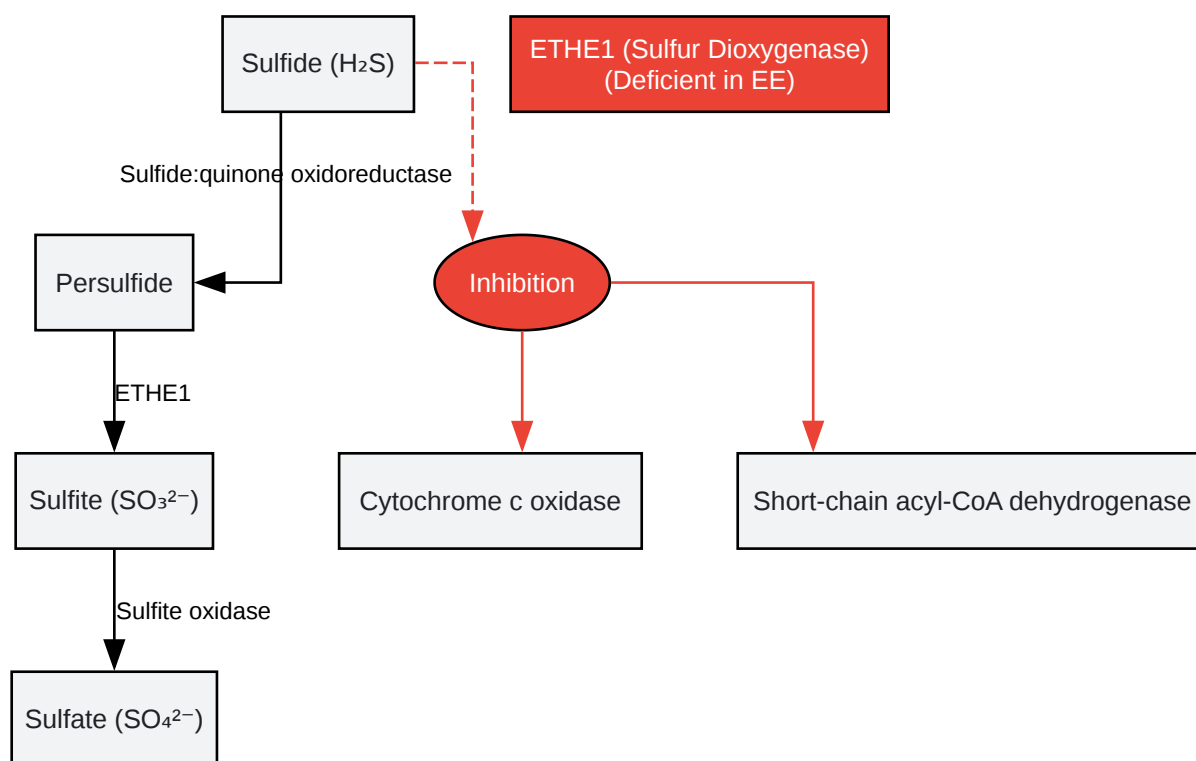 Sulfide (H₂S)
ETHE1 (Sulfur Dioxygenase)
(Deficient in EE)
Sulfide:quinone oxidoreductase
Persulfide
Inhibition
ETHE1
Sulfite (SO₃²⁻)
Cytochrome c oxidase
Short-chain acyl-CoA dehydrogenase
Sulfite oxidase
Sulfate (SO₄²⁻)